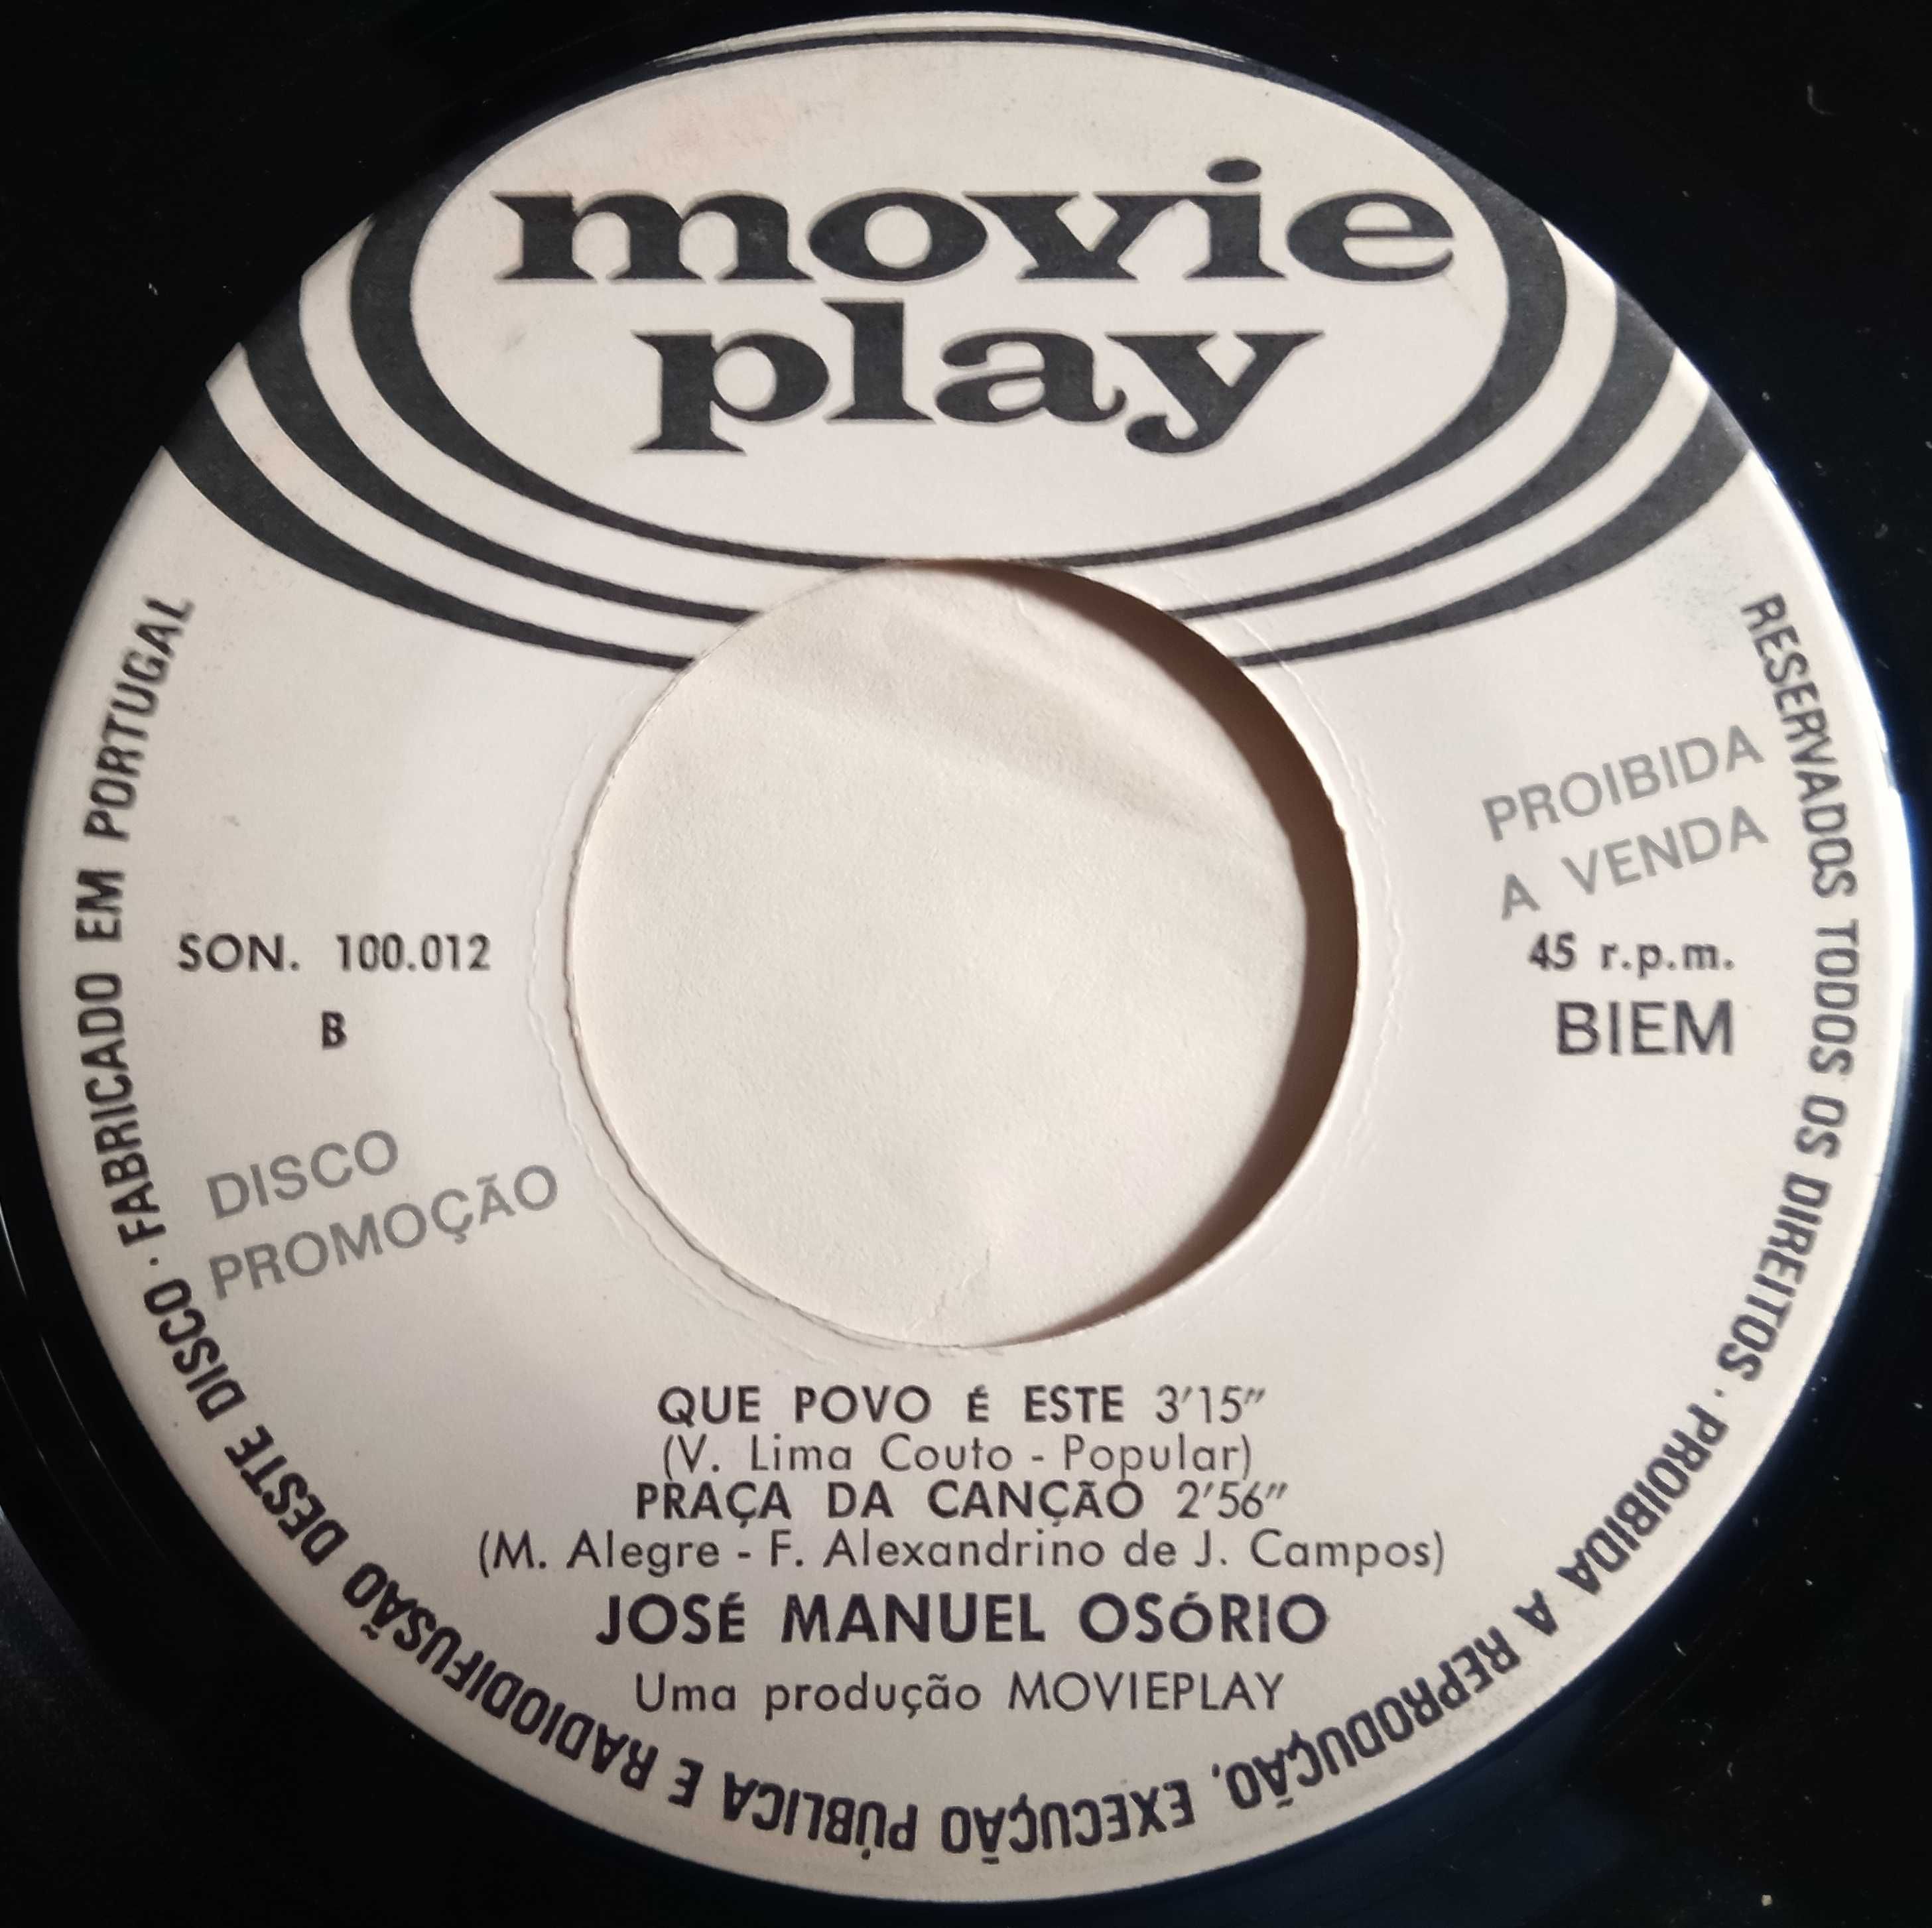 movie
play
RESERVADOS TODOS OS DIREITOS · PROIBIDA A REPRODUÇÃO, EXECUÇÃO PÚBLICA E RADIODIFUSÃO DESTE DISCO · FABRICADO EM PORTUGAL
PROIBIDA
A VENDA
SON. 100.012
B
45 r.p.m.
BIEM
DISCO
PROMOÇÃO
QUE POVO É ESTE 3'15"
(V. Lima Couto - Popular)
PRAÇA DA CANÇÃO 2'56"
(M. Alegre - F. Alexandrino de J. Campos)
JOSÉ MANUEL OSÓRIO
Uma produção MOVIEPLAY